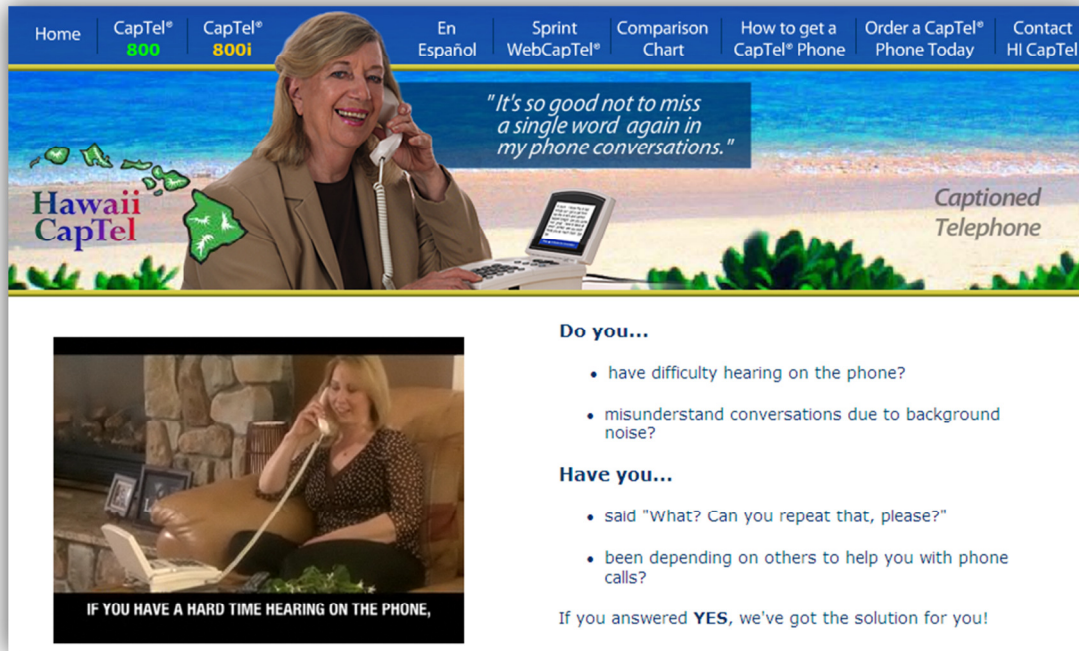 Home
CapTel® 800
CapTel® 800i
En Español
Sprint WebCapTel®
Comparison Chart
How to get a CapTel® Phone
Order a CapTel® Phone Today
Contact HI CapTel
"It's so good not to miss
a single word again in
my phone conversations."
Hawaii
CapTel
Captioned
Telephone
IF YOU HAVE A HARD TIME HEARING ON THE PHONE,
Do you...
• have difficulty hearing on the phone?
• misunderstand conversations due to background
noise?
Have you...
• said "What? Can you repeat that, please?"
• been depending on others to help you with phone
calls?
If you answered YES, we've got the solution for you!